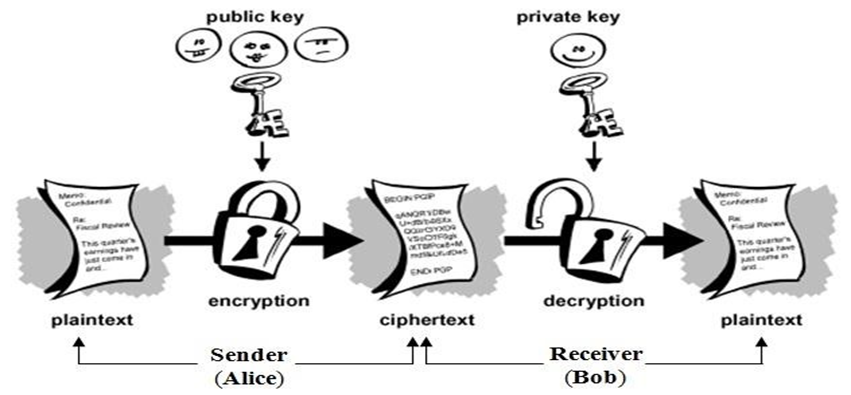 public key
private key
Memo:
Confidential
Re:
Fiscal Review
This quarter's
earnings have
just come in
and...
BEGIN PGP
END PGP
Memo:
Confidential
Re:
Fiscal Review
This quarter's
earnings have
just come in
and...
encryption
decryption
plaintext
ciphertext
plaintext
Sender
(Alice)
Receiver
(Bob)